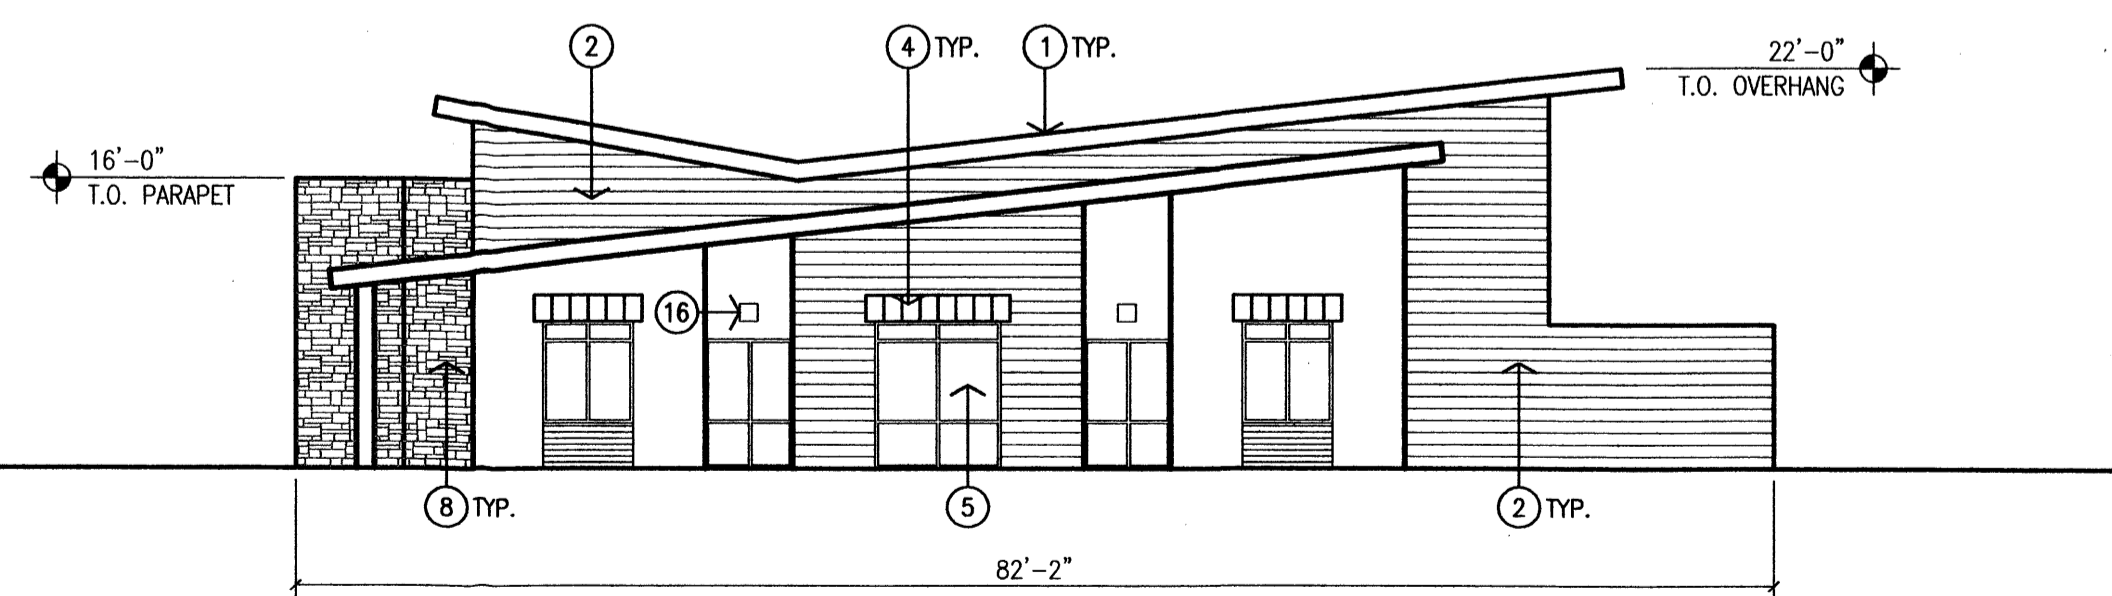 2
4 TYP.
1 TYP.
22'-0"
T.O. OVERHANG
16'-0"
T.O. PARAPET
16
8 TYP.
5
2 TYP.
82'-2"